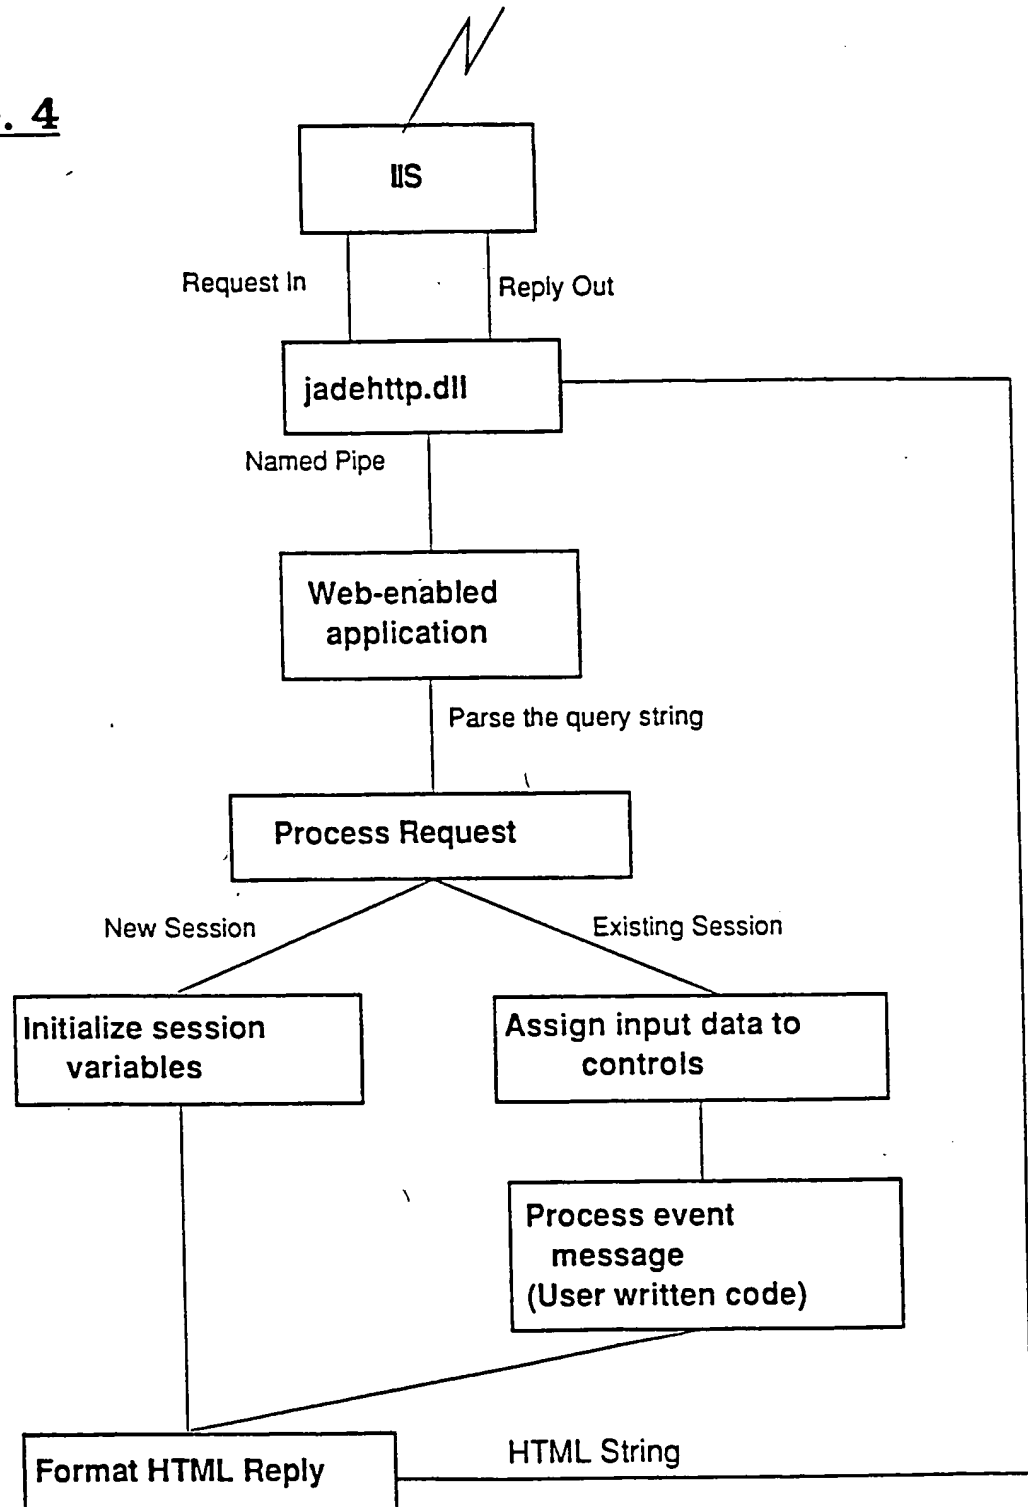 . 4
IIS
Request In
Reply Out
jadehttp.dll
Named Pipe
Web-enabled
application
Parse the query string
Process Request
New Session
Existing Session
Initialize session
variables
Assign input data to
controls
Process event
message
(User written code)
Format HTML Reply
HTML String